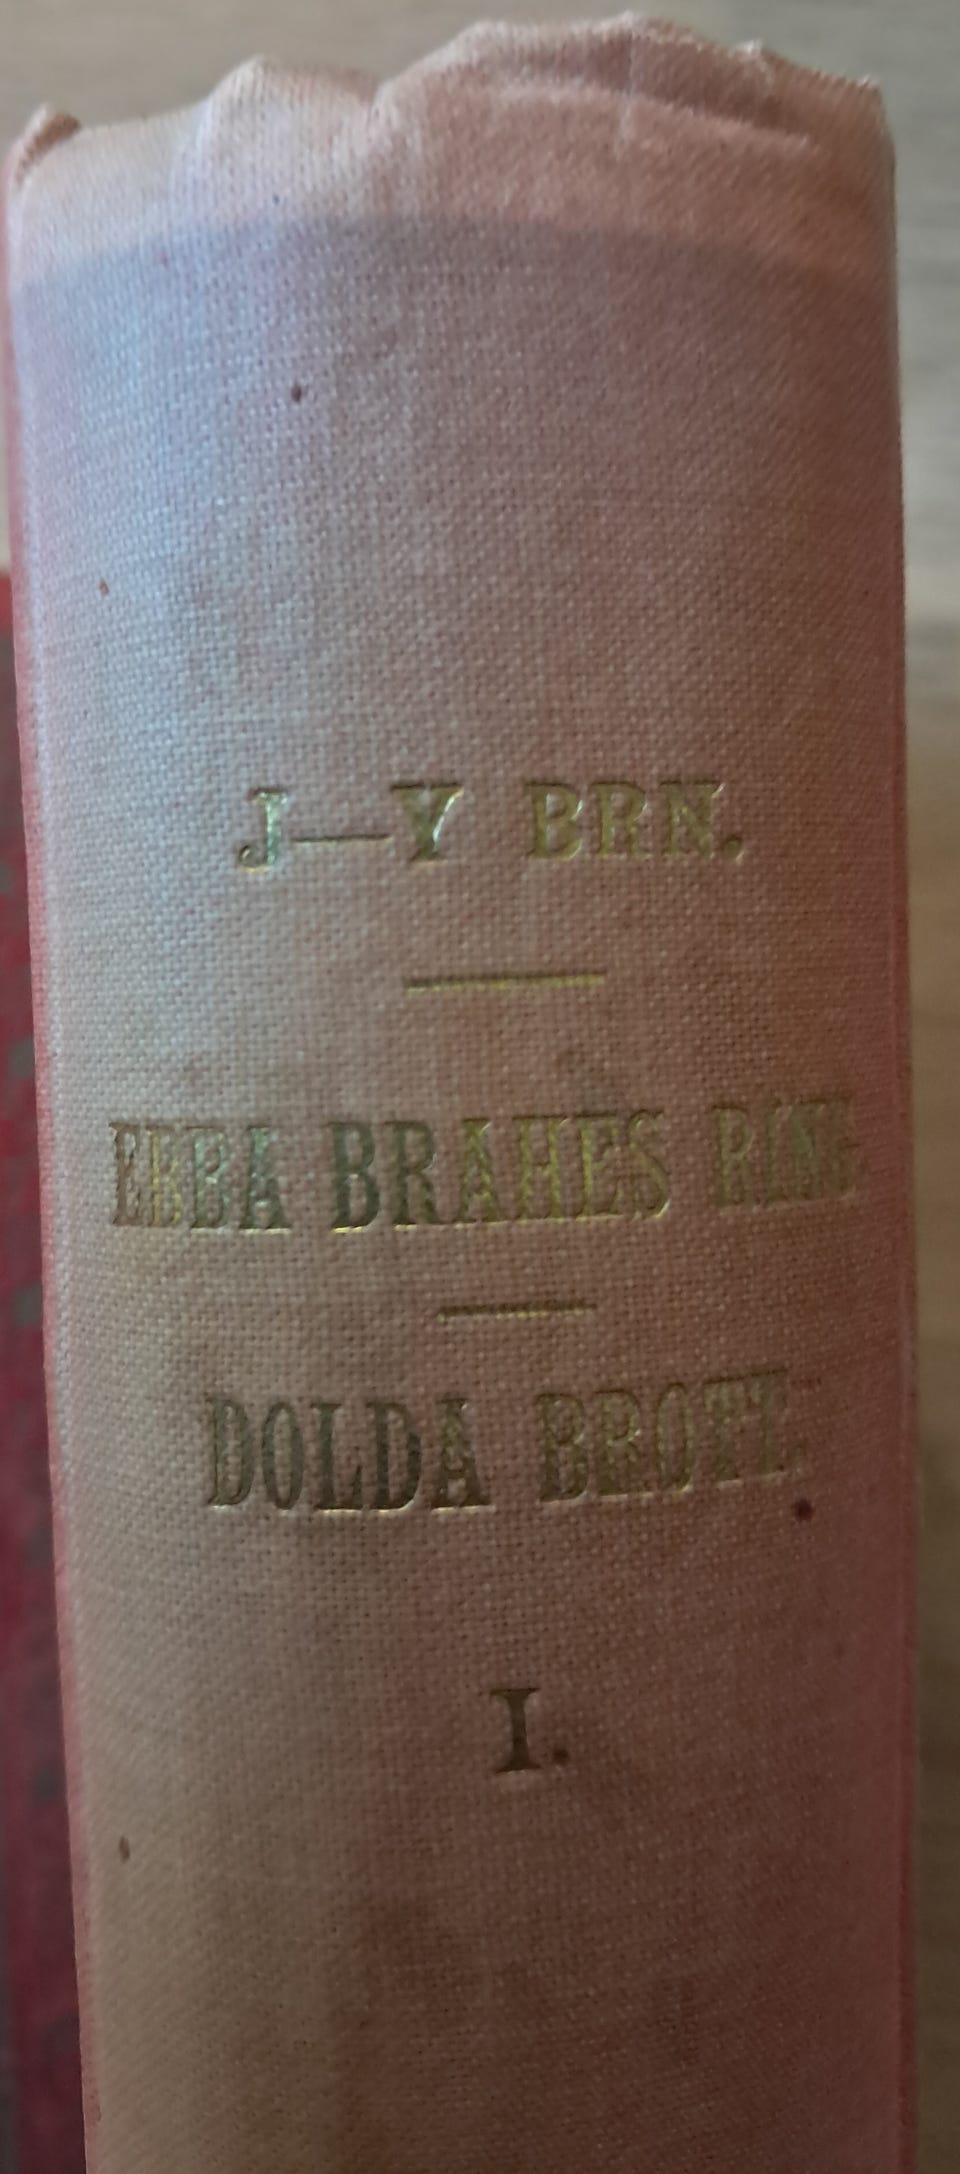 J—Y BRN.
EBBA BRAHES RING
DOLDA BROTT.
I.